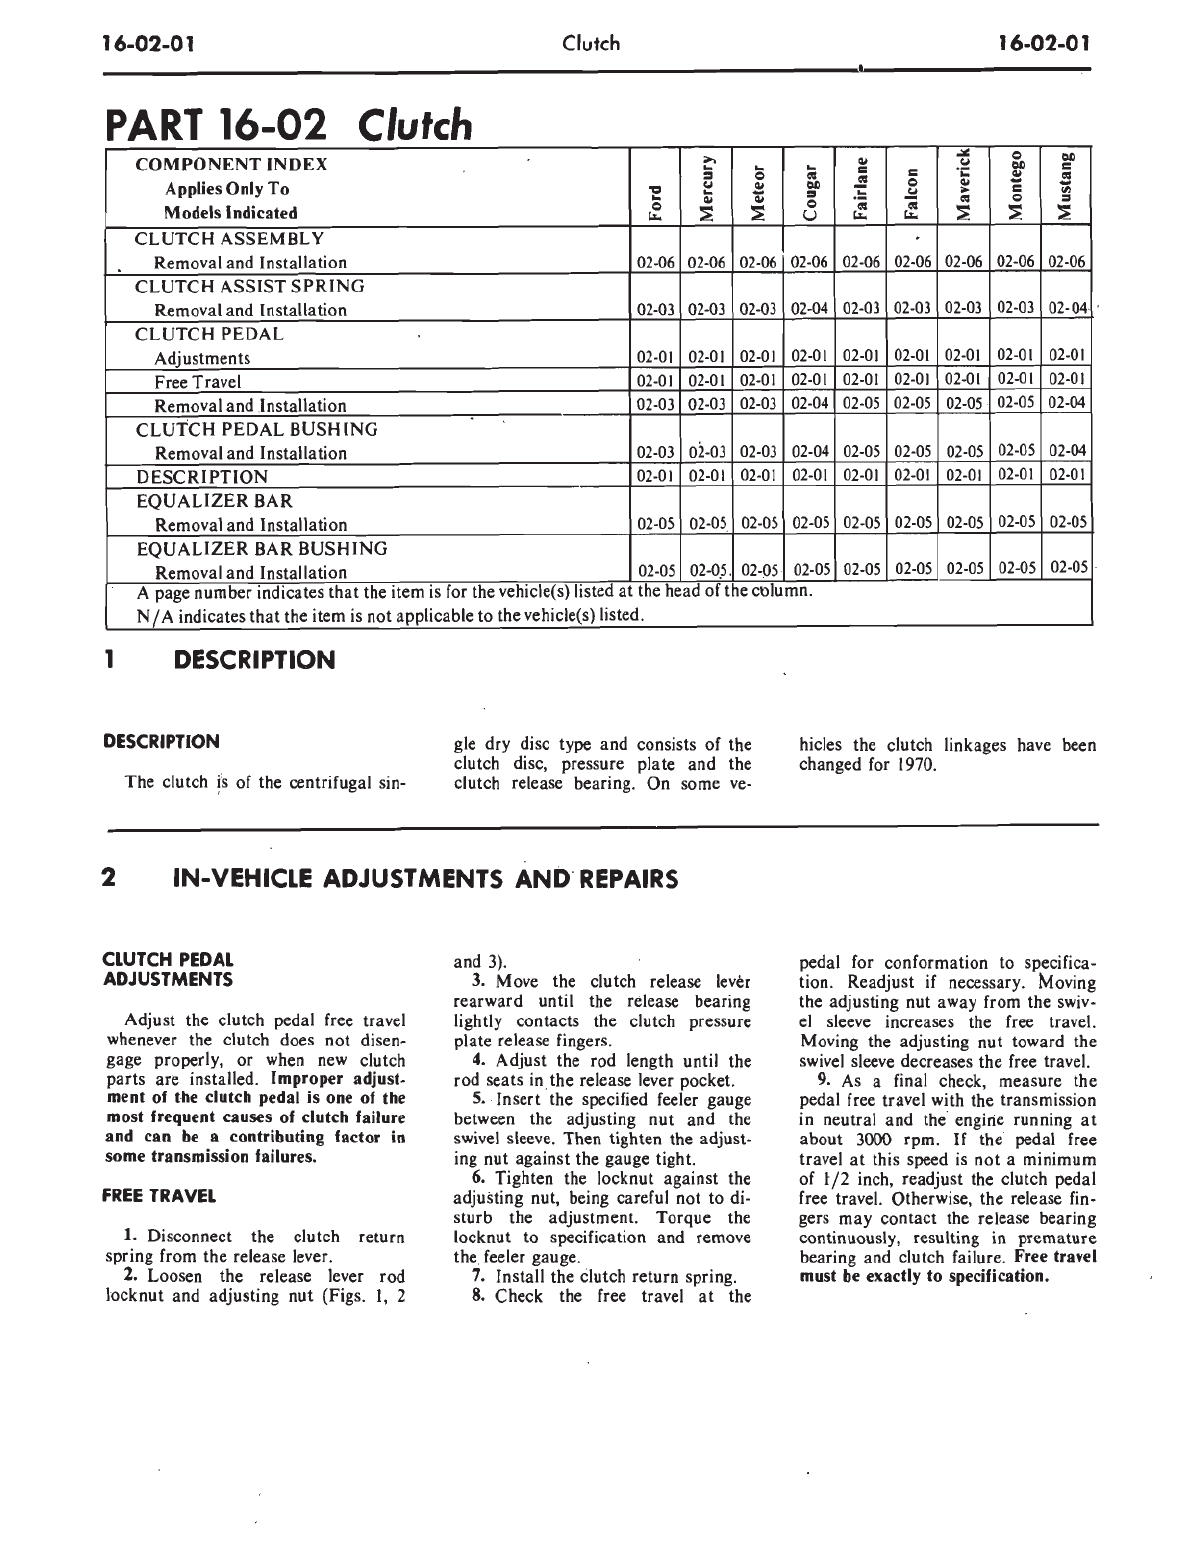 16-02-01 Clutch 16-02-01
PART 16-02 Clutch
COMPONENT INDEX
Applies Only To
Models Indicated
Ford Mercury Meteor Cougar Fairlane Falcon Maverick Montego Mustang
CLUTCH ASSEMBLY
Removal and Installation 02-06 02-06 02-06 02-06 02-06 02-06 02-06 02-06 02-06
CLUTCH ASSIST SPRING
Removal and Installation 02-03 02-03 02-03 02-04 02-03 02-03 02-03 02-03 02-04
CLUTCH PEDAL
Adjustments 02-01 02-01 02-01 02-01 02-01 02-01 02-01 02-01 02-01
Free Travel 02-01 02-01 02-01 02-01 02-01 02-01 02-01 02-01 02-01
Removal and Installation 02-03 02-03 02-03 02-04 02-05 02-05 02-05 02-05 02-04
CLUTCH PEDAL BUSHING
Removal and Installation 02-03 02-03 02-03 02-04 02-05 02-05 02-05 02-05 02-04
DESCRIPTION 02-01 02-01 02-01 02-01 02-01 02-01 02-01 02-01 02-01
EQUALIZER BAR
Removal and Installation 02-05 02-05 02-05 02-05 02-05 02-05 02-05 02-05 02-05
EQUALIZER BAR BUSHING
Removal and Installation 02-05 02-05 02-05 02-05 02-05 02-05 02-05 02-05 02-05
A page number indicates that the item is for the vehicle(s) listed at the head of the column.
N/A indicates that the item is not applicable to the vehicle(s) listed.
1 DESCRIPTION
DESCRIPTION
The clutch is of the centrifugal sin-
gle dry disc type and consists of the
clutch disc, pressure plate and the
clutch release bearing. On some ve-
hicles the clutch linkages have been
changed for 1970.
2 IN-VEHICLE ADJUSTMENTS AND REPAIRS
CLUTCH PEDAL
ADJUSTMENTS
Adjust the clutch pedal free travel
whenever the clutch does not disen-
gage properly, or when new clutch
parts are installed. Improper adjust-
ment of the clutch pedal is one of the
most frequent causes of clutch failure
and can be a contributing factor in
some transmission failures.
FREE TRAVEL
1. Disconnect the clutch return
spring from the release lever.
2. Loosen the release lever rod
locknut and adjusting nut (Figs. 1, 2
and 3).
3. Move the clutch release lever
rearward until the release bearing
lightly contacts the clutch pressure
plate release fingers.
4. Adjust the rod length until the
rod seats in the release lever pocket.
5. Insert the specified feeler gauge
between the adjusting nut and the
swivel sleeve. Then tighten the adjust-
ing nut against the gauge tight.
6. Tighten the locknut against the
adjusting nut, being careful not to di-
sturb the adjustment. Torque the
locknut to specification and remove
the feeler gauge.
7. Install the clutch return spring.
8. Check the free travel at the
pedal for conformation to specifica-
tion. Readjust if necessary. Moving
the adjusting nut away from the swiv-
el sleeve increases the free travel.
Moving the adjusting nut toward the
swivel sleeve decreases the free travel.
9. As a final check, measure the
pedal free travel with the transmission
in neutral and the engine running at
about 3000 rpm. If the pedal free
travel at this speed is not a minimum
of 1/2 inch, readjust the clutch pedal
free travel. Otherwise, the release fin-
gers may contact the release bearing
continuously, resulting in premature
bearing and clutch failure. Free travel
must be exactly to specification.